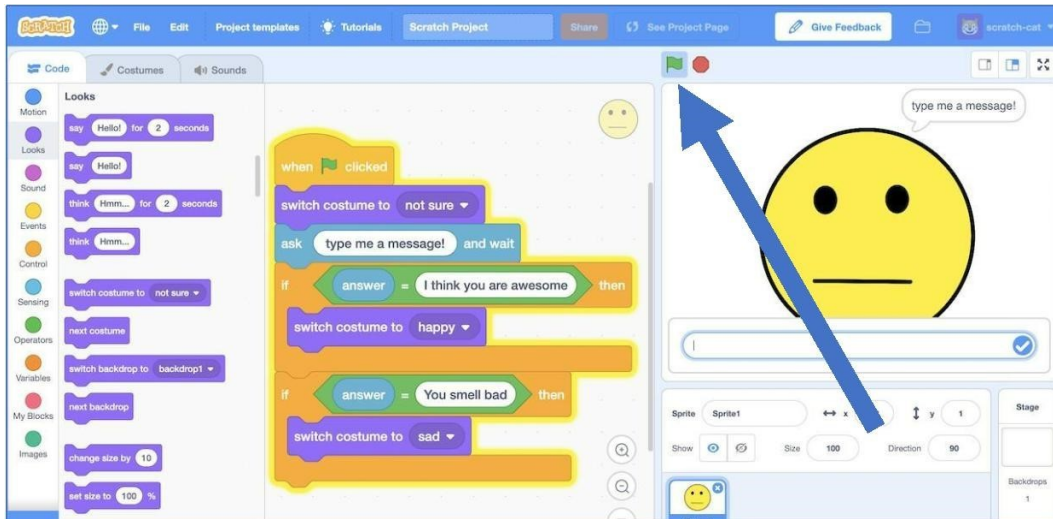 SCRATCH File Edit Project templates Tutorials Scratch Project Share See Project Page Give Feedback scratch-cat
Code Costumes Sounds
Motion
Looks
Sound
Events
Control
Sensing
Operators
Variables
My Blocks
Images
Looks
say Hello! for 2 seconds
say Hello!
think Hmm... for 2 seconds
think Hmm...
switch costume to not sure
next costume
switch backdrop to backdrop1
next backdrop
change size by 10
set size to 100 %
when clicked
switch costume to not sure
ask type me a message! and wait
if answer = I think you are awesome then
switch costume to happy
if answer = You smell bad then
switch costume to sad
type me a message!
Sprite Sprite1 x y 1
Show Size 100 Direction 90
Stage
Backdrops
1